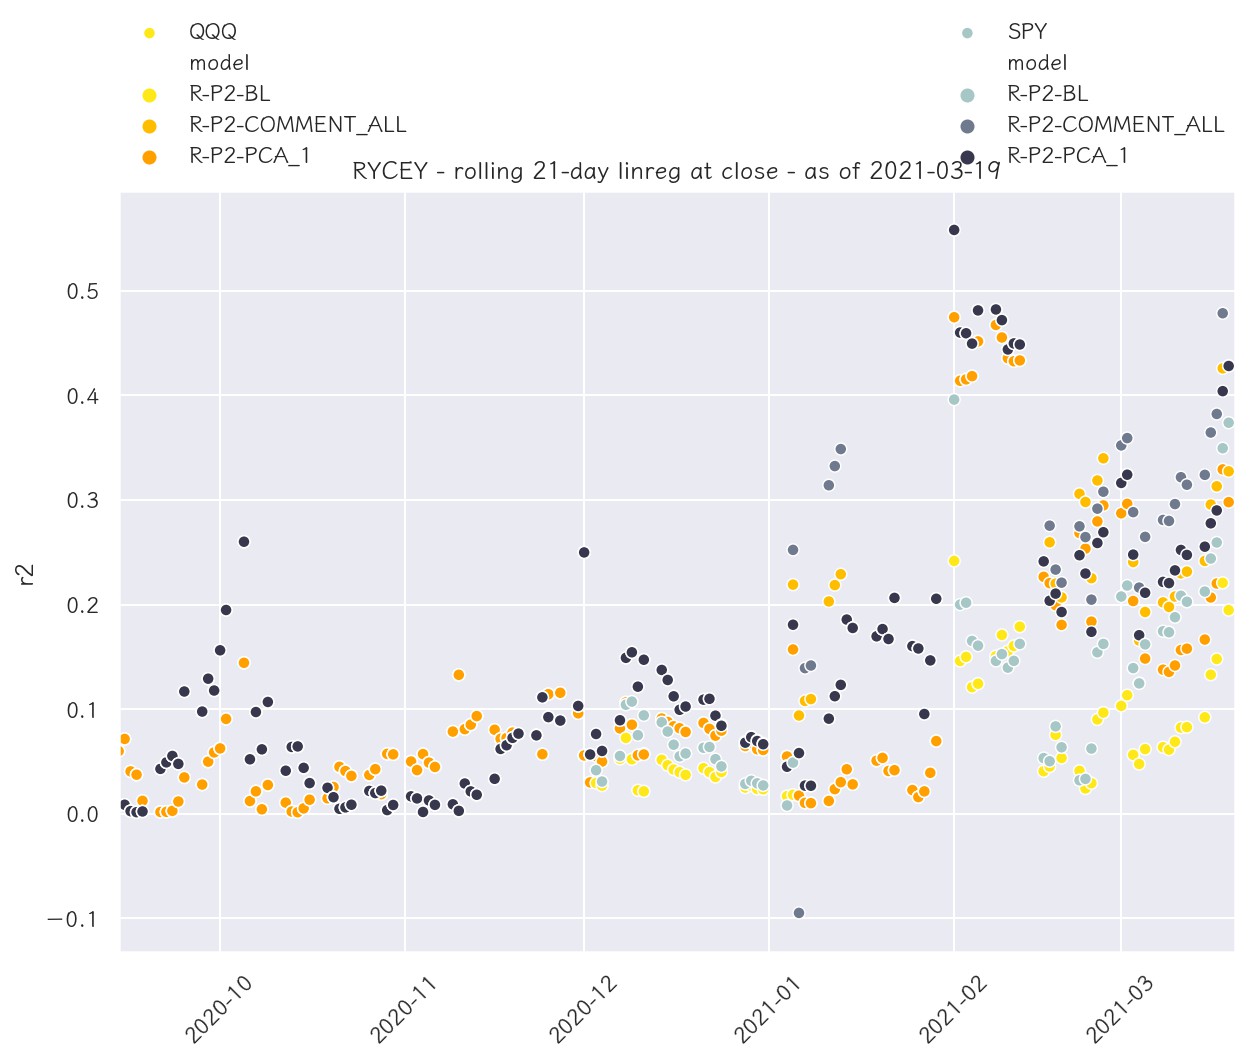 QQQ
model
R-P2-BL
R-P2-COMMENT_ALL
R-P2-PCA_1
SPY
model
R-P2-BL
R-P2-COMMENT_ALL
R-P2-PCA_1
RYCEY - rolling 21-day linreg at close - as of 2021-03-19
r2
0.5
0.4
0.3
0.2
0.1
0.0
−0.1
2020-10
2020-11
2020-12
2021-01
2021-02
2021-03